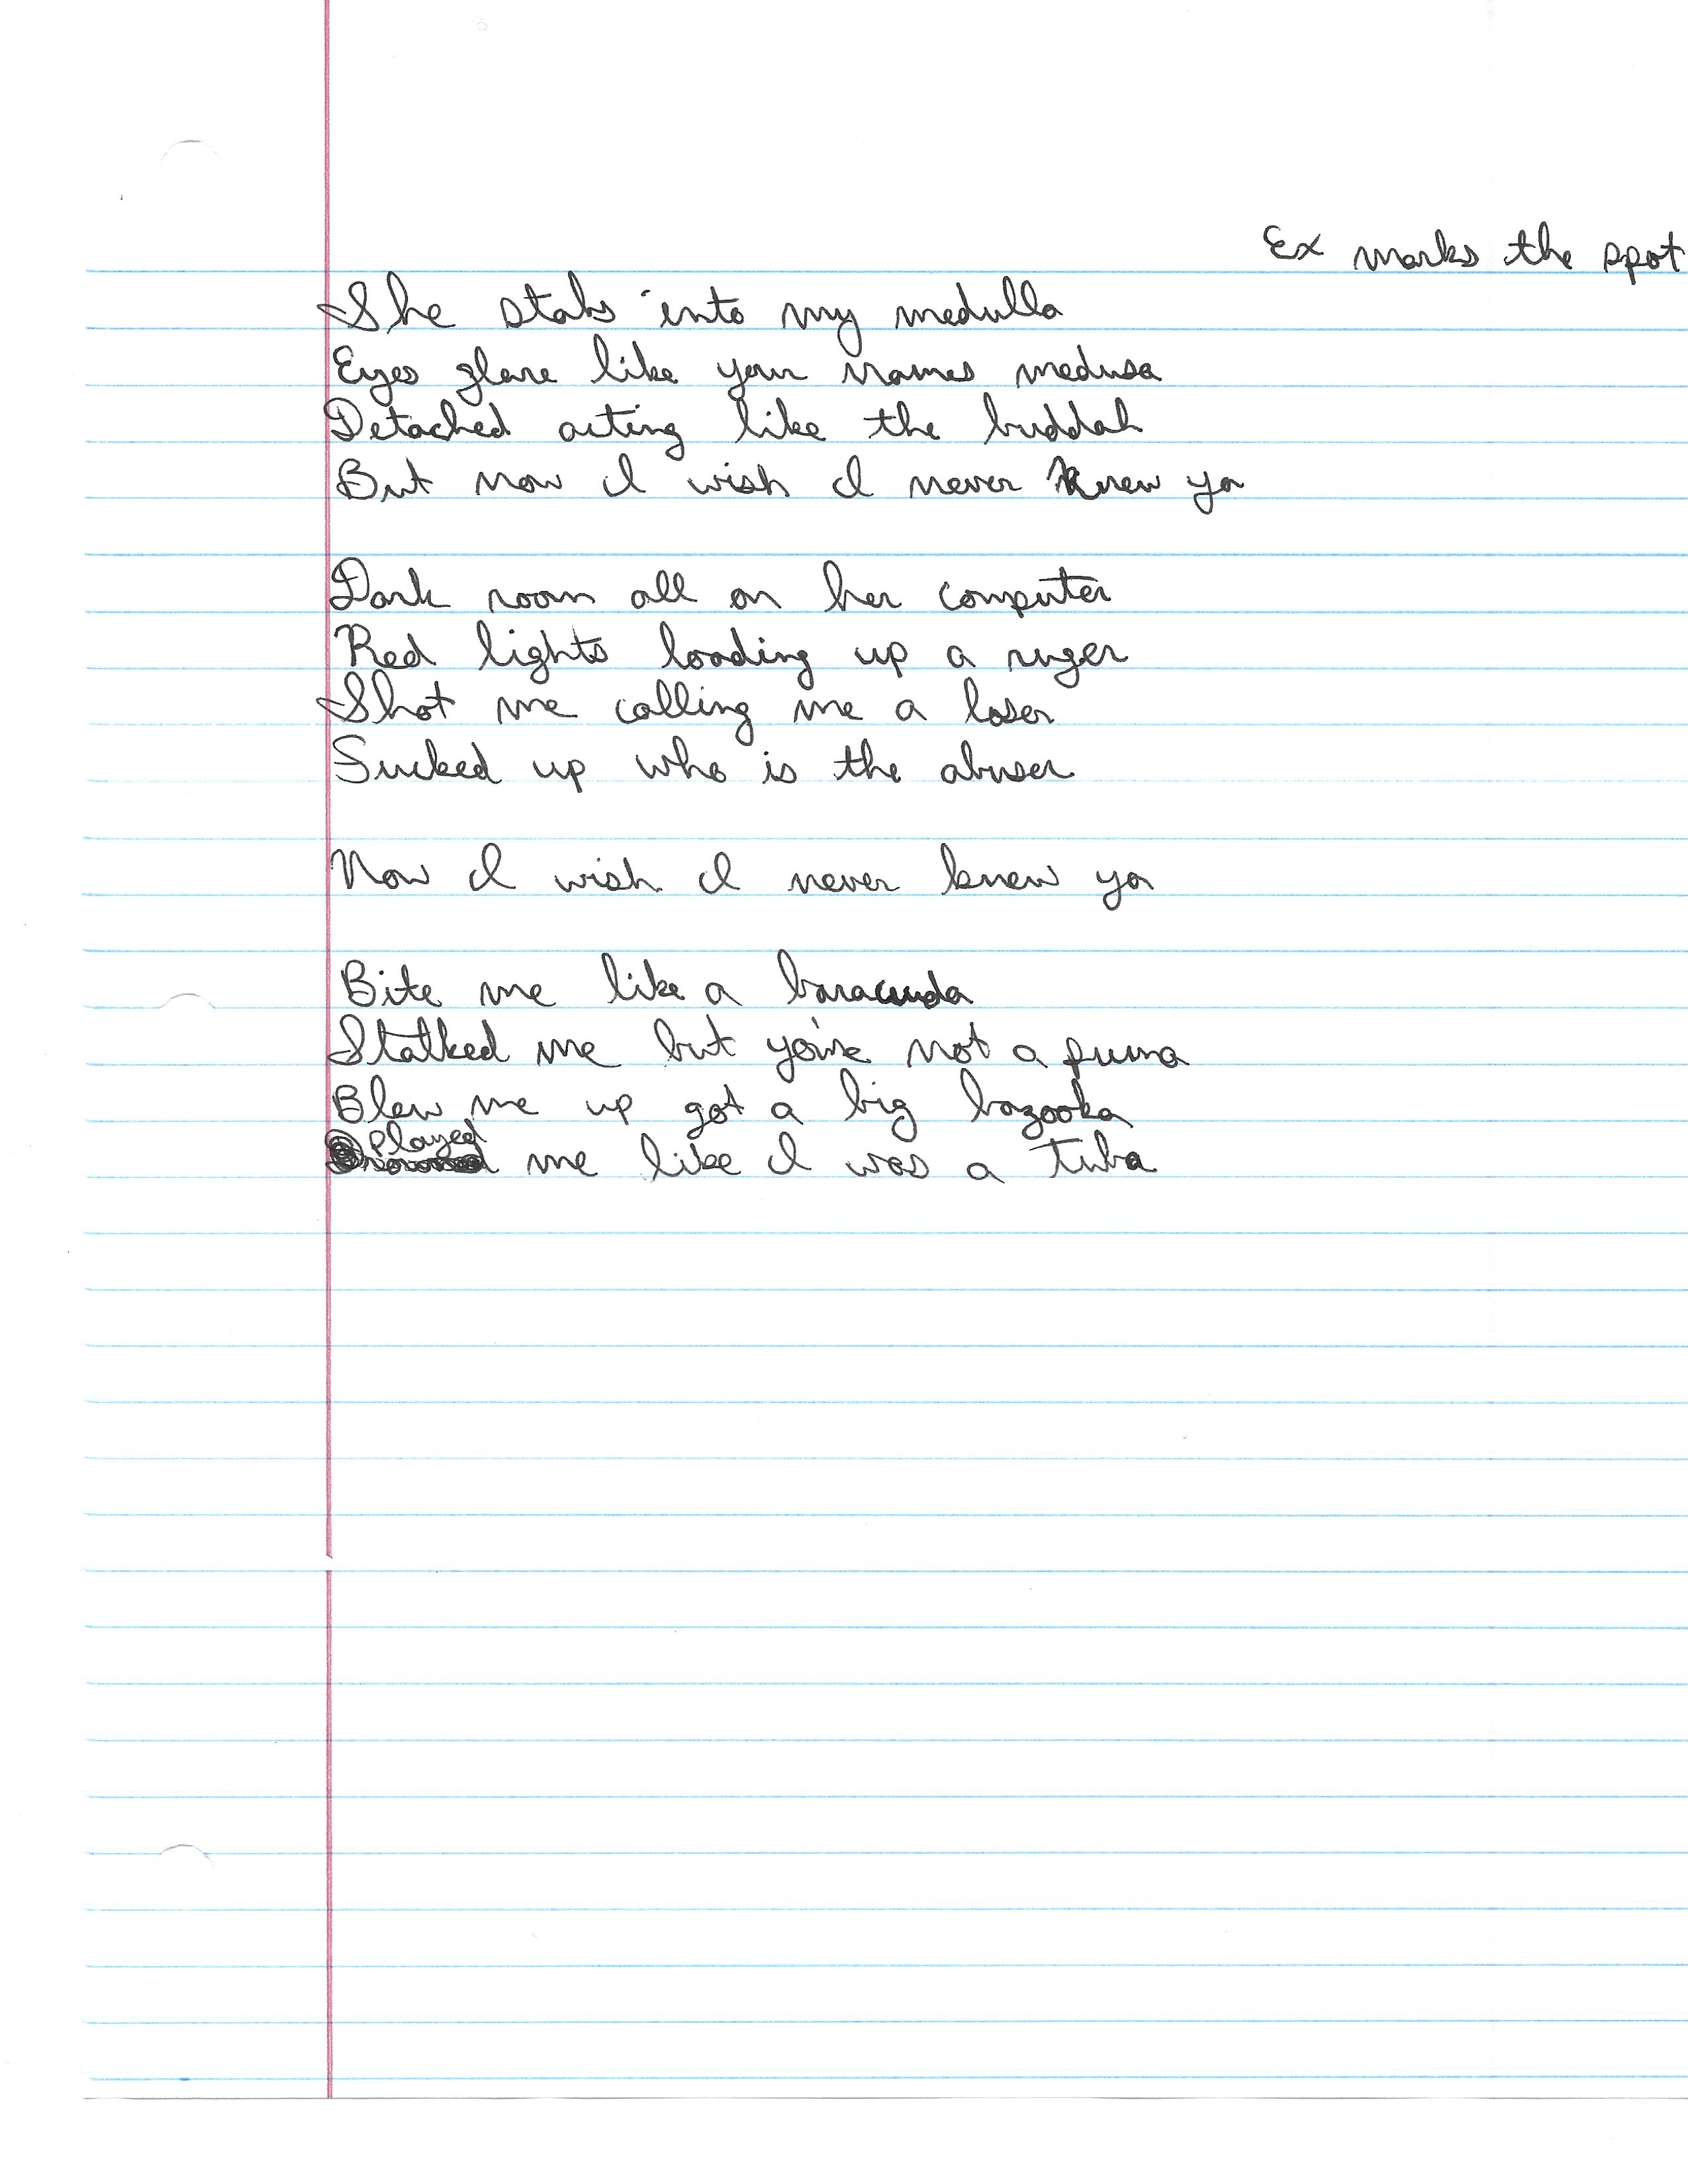 Ex marks the spot
She stabs into my medulla
Eyes glare like your names medusa
Detached acting like the buddah
But now I wish I never knew ya
Dark room all on her computer
Red lights loading up a ruger
Shot me calling me a loser
Sucked up who is the abuser
Now I wish I never knew ya
Bite me like a baracuda
Stalked me but you're not a puma
Blew me up got a big bazooka
Played me like I was a tuba